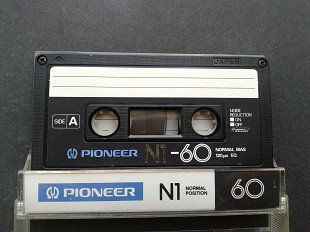 JAPAN
SIDE A
NOISE
REDUCTION
ON
OFF
PIONEER N1-60 NORMAL BIAS
120μs EQ
PIONEER N1 NORMAL
POSITION 60